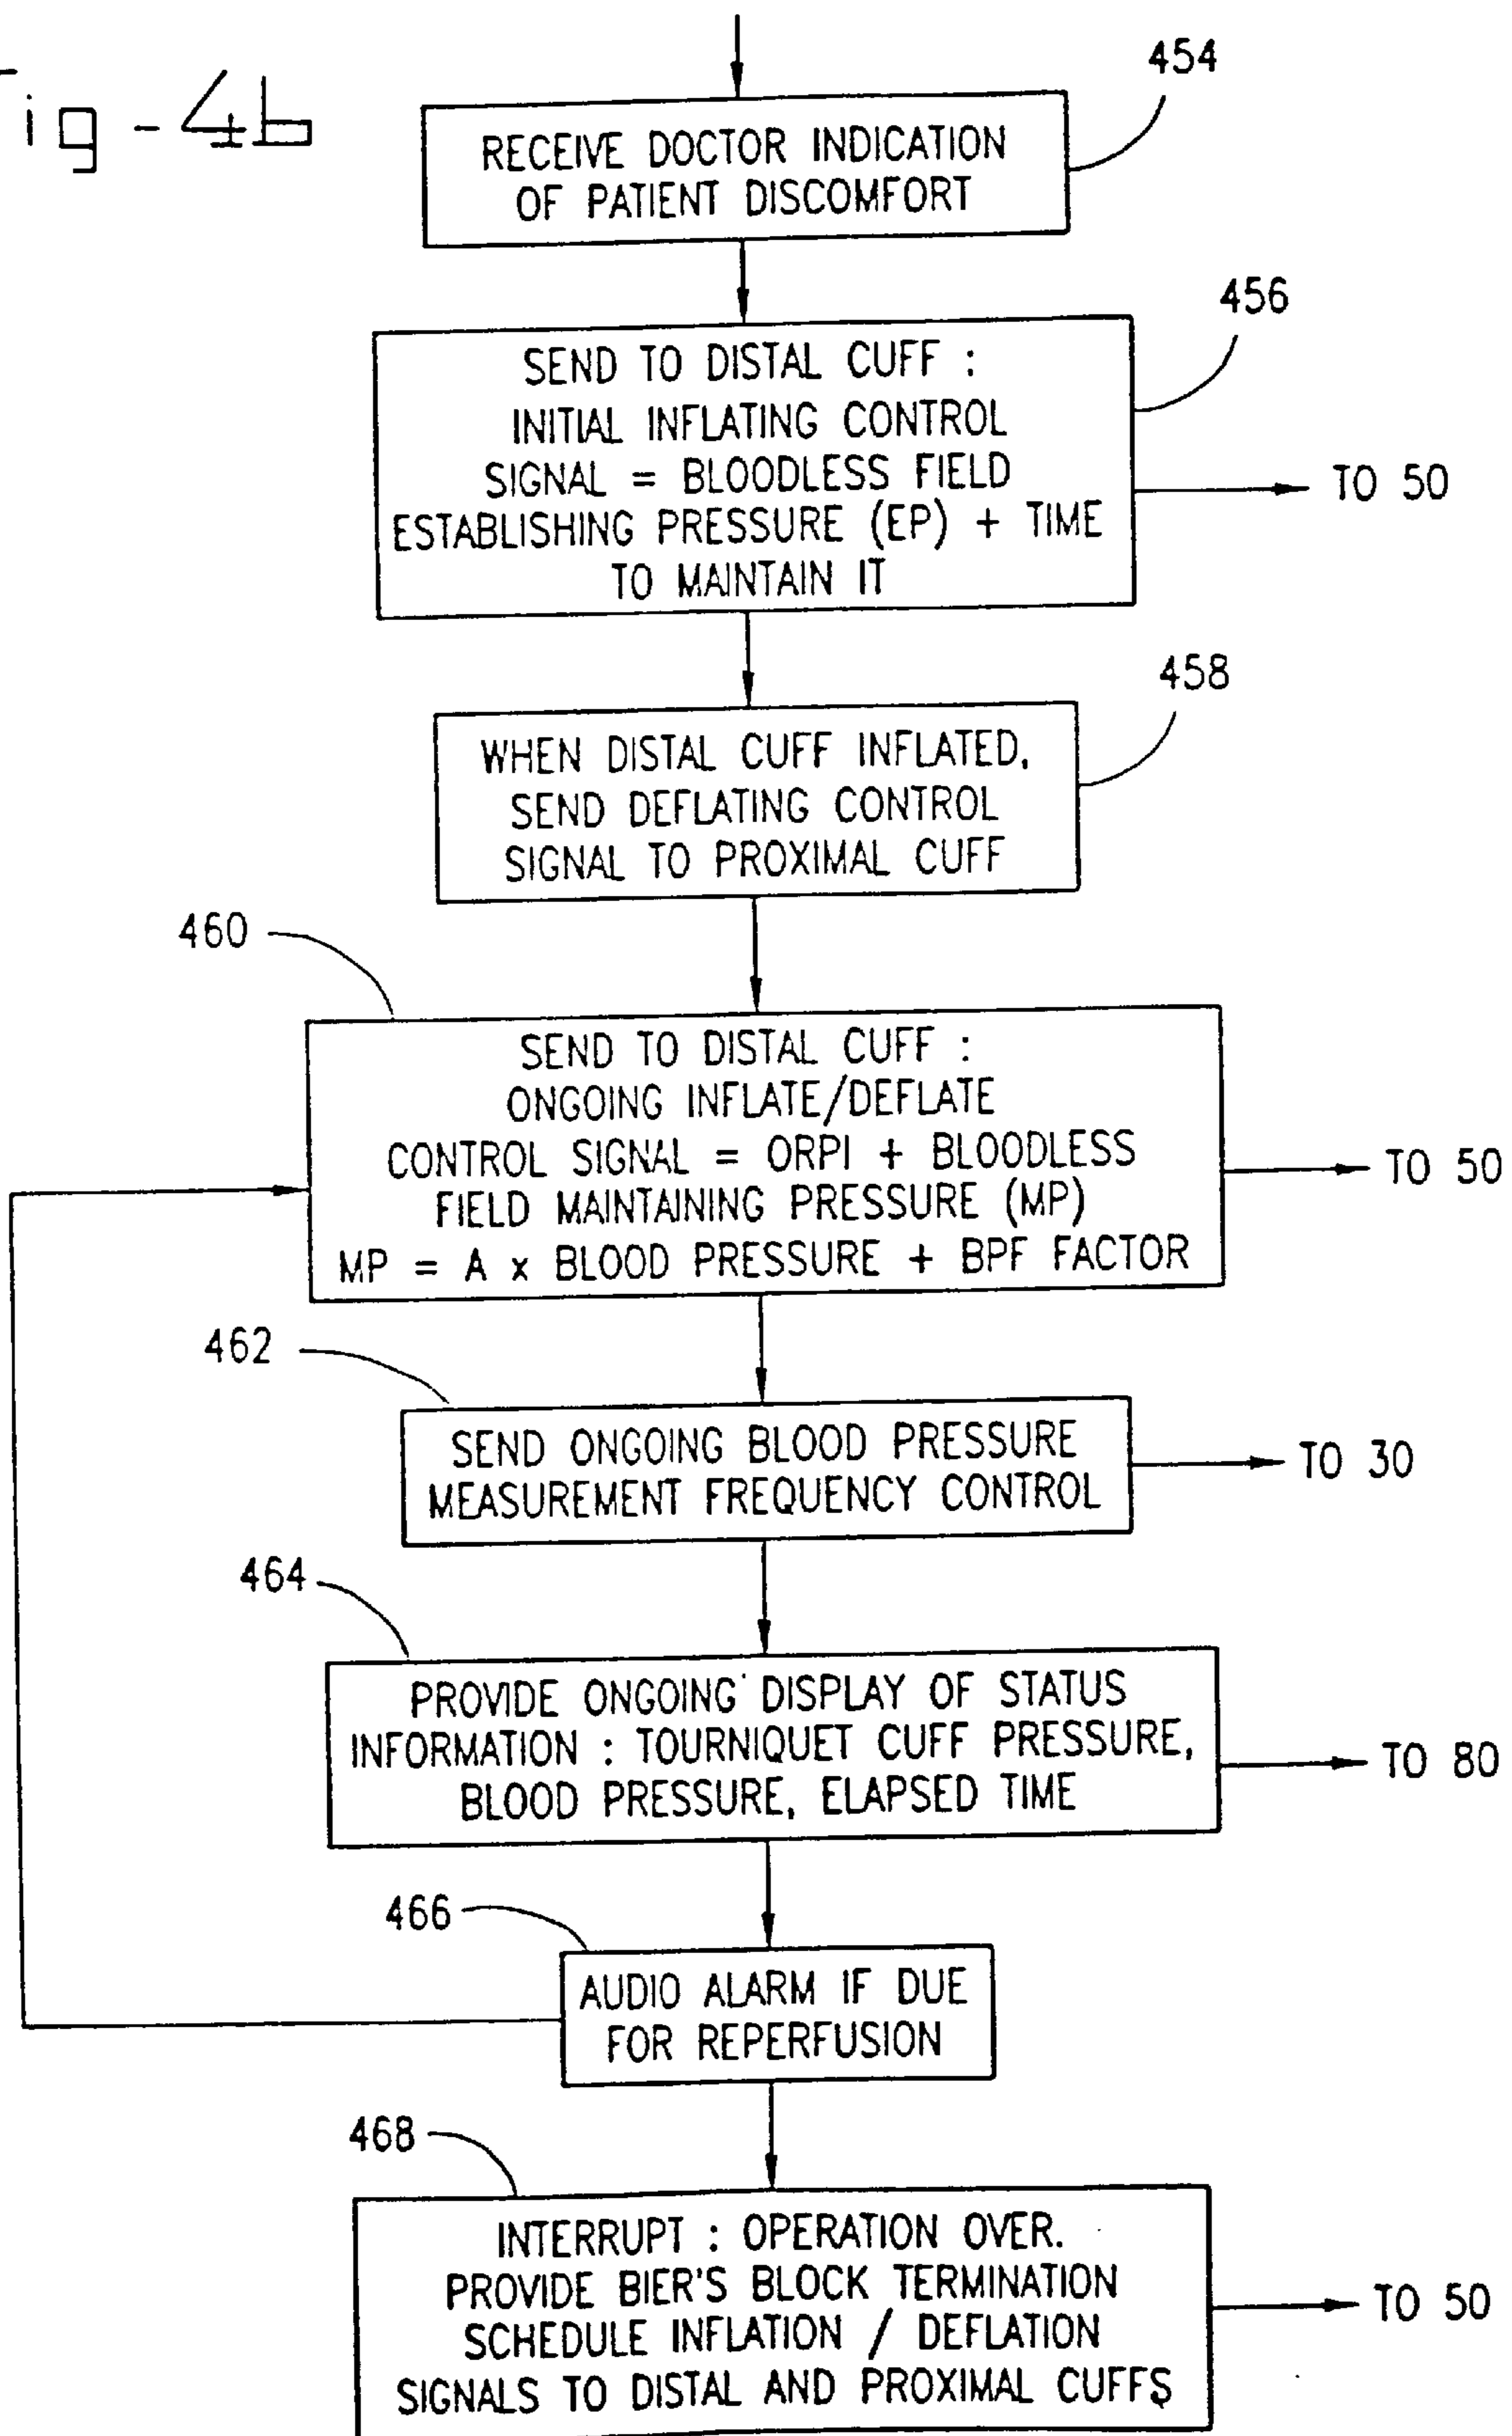 ig - 4b
454
RECEIVE DOCTOR INDICATION
OF PATIENT DISCOMFORT
456
SEND TO DISTAL CUFF :
INITIAL INFLATING CONTROL
SIGNAL = BLOODLESS FIELD
ESTABLISHING PRESSURE (EP) + TIME
TO MAINTAIN IT
TO 50
458
WHEN DISTAL CUFF INFLATED,
SEND DEFLATING CONTROL
SIGNAL TO PROXIMAL CUFF
460
SEND TO DISTAL CUFF :
ONGOING INFLATE/DEFLATE
CONTROL SIGNAL = ORPI + BLOODLESS
FIELD MAINTAINING PRESSURE (MP)
MP = A x BLOOD PRESSURE + BPF FACTOR
TO 50
462
SEND ONGOING BLOOD PRESSURE
MEASUREMENT FREQUENCY CONTROL
TO 30
464
PROVIDE ONGOING DISPLAY OF STATUS
INFORMATION : TOURNIQUET CUFF PRESSURE,
BLOOD PRESSURE, ELAPSED TIME
TO 80
466
AUDIO ALARM IF DUE
FOR REPERFUSION
468
INTERRUPT : OPERATION OVER.
PROVIDE BIER'S BLOCK TERMINATION
SCHEDULE INFLATION / DEFLATION
SIGNALS TO DISTAL AND PROXIMAL CUFFS
TO 50